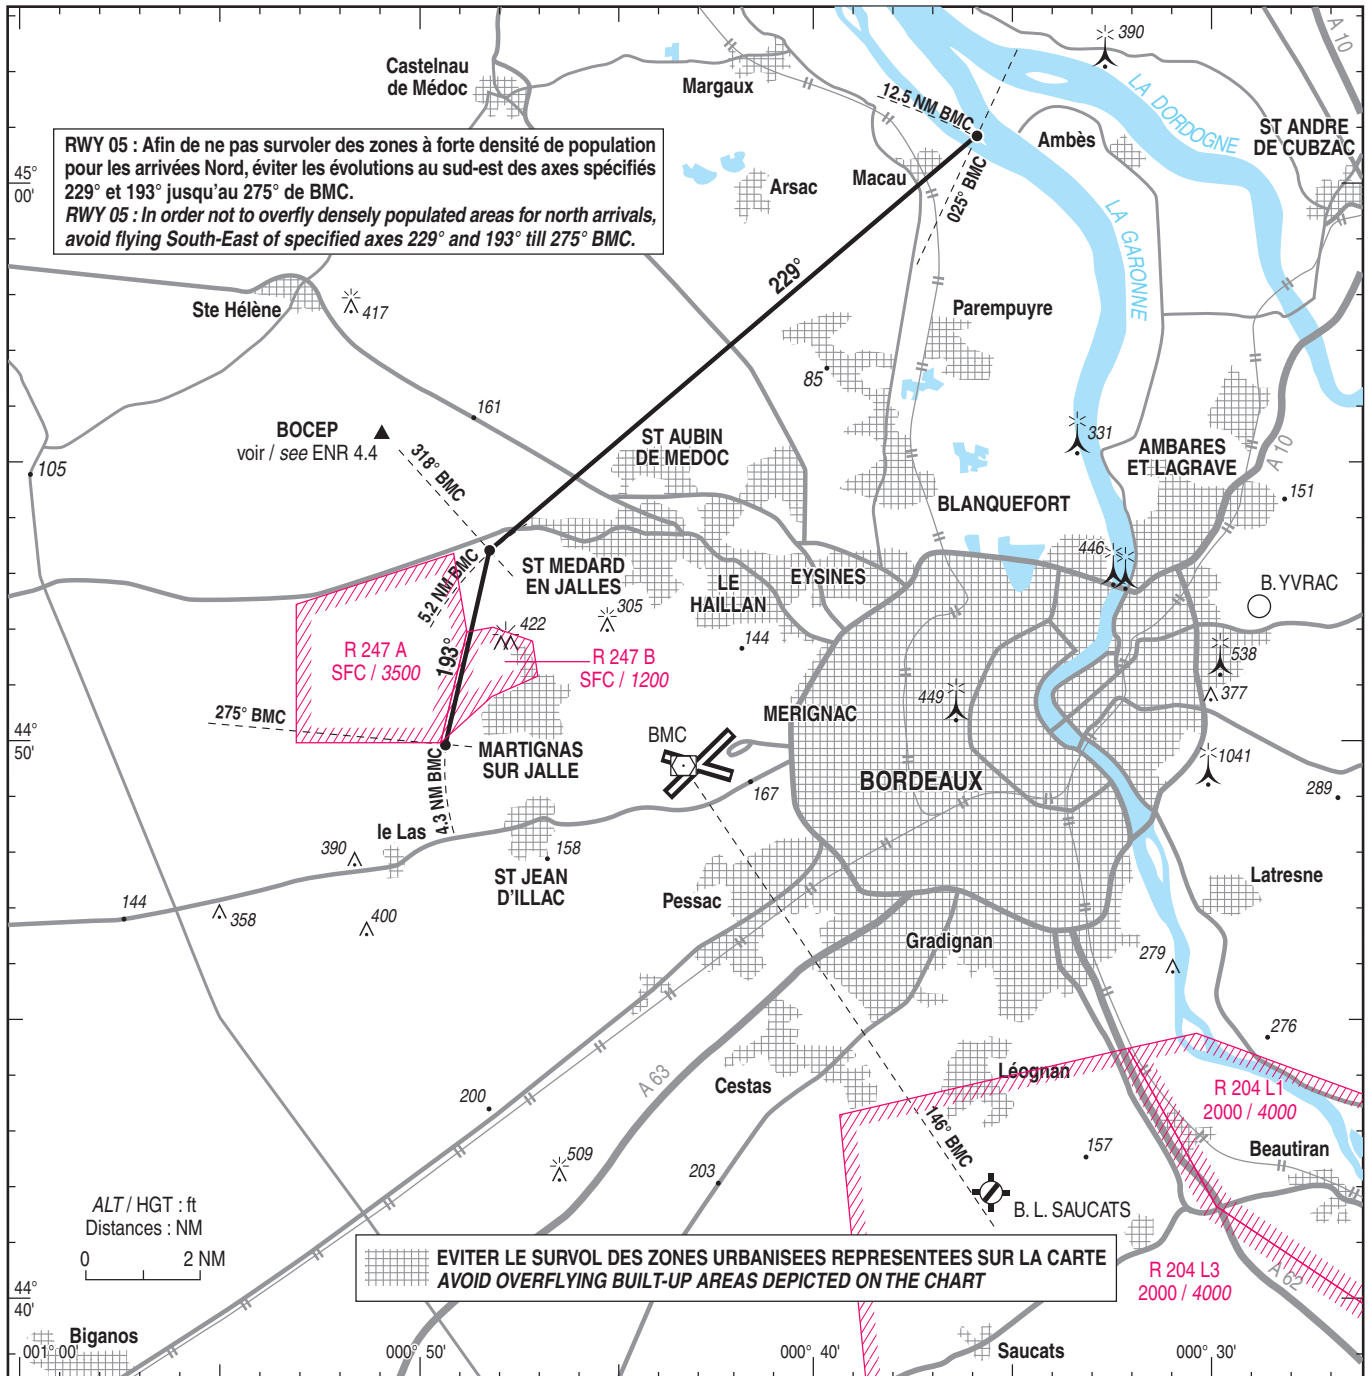 390
A 10
Castelnau
de Médoc
Margaux
LA DORDOGNE
12.5 NM BMC
Ambès
ST ANDRE
DE CUBZAC
RWY 05 : Afin de ne pas survoler des zones à forte densité de population
pour les arrivées Nord, éviter les évolutions au sud-est des axes spécifiés
229° et 193° jusqu'au 275° de BMC.
RWY 05 : In order not to overfly densely populated areas for north arrivals,
avoid flying South-East of specified axes 229° and 193° till 275° BMC.
45°
00'
Arsac
Macau
025° BMC
LA GARONNE
229°
Ste Hélène
417
Parempuyre
85
161
BOCEP
voir / see ENR 4.4
105
318° BMC
ST AUBIN
DE MEDOC
331
AMBARES
ET LAGRAVE
A 10
151
BLANQUEFORT
446
5.2 NM BMC
ST MEDARD
EN JALLES
LE
HAILLAN
EYSINES
B. YVRAC
305
422
144
193°
R 247 A
SFC / 3500
R 247 B
SFC / 1200
538
377
449
275° BMC
MERIGNAC
44°
50'
BMC
MARTIGNAS
SUR JALLE
BORDEAUX
1041
289
167
4.3 NM BMC
le Las
390
158
ST JEAN
D'ILLAC
Latresne
Pessac
144
358
400
Gradignan
279
276
A 63
Cestas
Léognan
R 204 L1
2000 / 4000
200
146° BMC
157
Beautiran
509
203
B. L. SAUCATS
ALT / HGT : ft
Distances : NM
0 2 NM
EVITER LE SURVOL DES ZONES URBANISEES REPRESENTEES SUR LA CARTE
AVOID OVERFLYING BUILT-UP AREAS DEPICTED ON THE CHART
R 204 L3
2000 / 4000
A 62
44°
40'
Biganos
Saucats
001° 00'
000° 50'
000° 40'
000° 30'